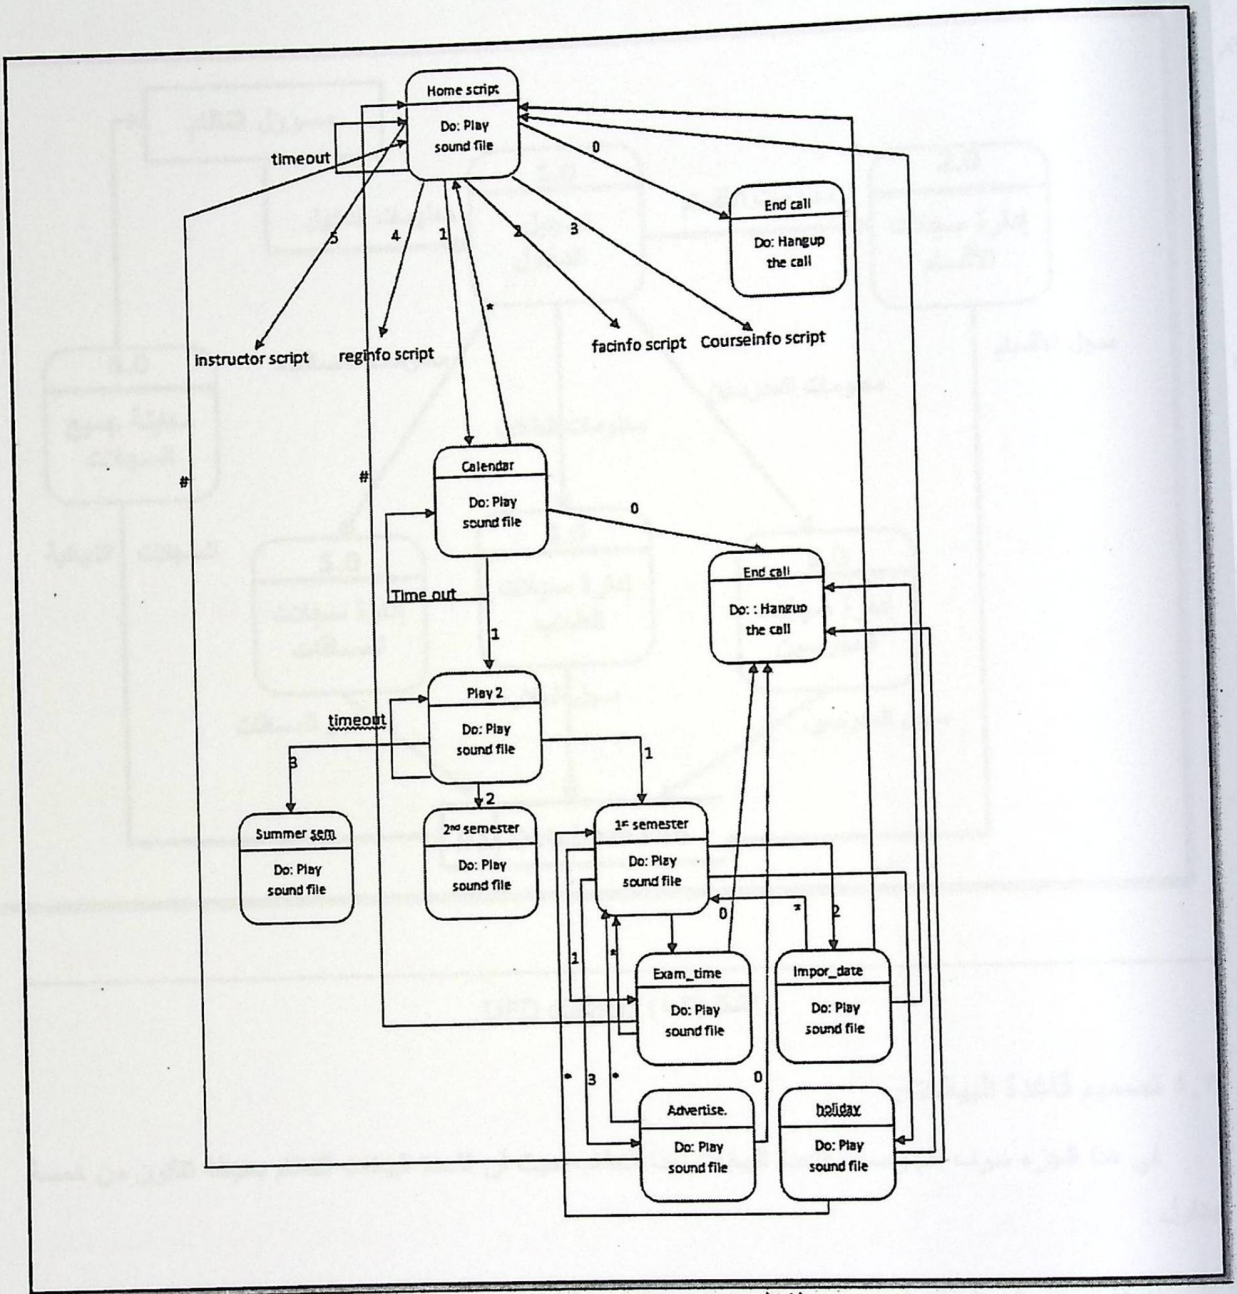 Home script
Do: Play
sound file
timeout
0
End call
Do: Hangup
the call
5
4
1
2
3
*
instructor script
reginfo script
facinfo script
Courseinfo script
#
#
Calendar
Do: Play
sound file
0
Time out
1
End call
Do: : Hangup
the call
Play 2
Do: Play
sound file
timeout
3
2
1
Summer sem
Do: Play
sound file
2nd semester
Do: Play
sound file
1st semester
Do: Play
sound file
0
*
2
1
*
Exam_time
Do: Play
sound file
Impor_date
Do: Play
sound file
*
3
*
0
Advertise.
Do: Play
sound file
holiday
Do: Play
sound file